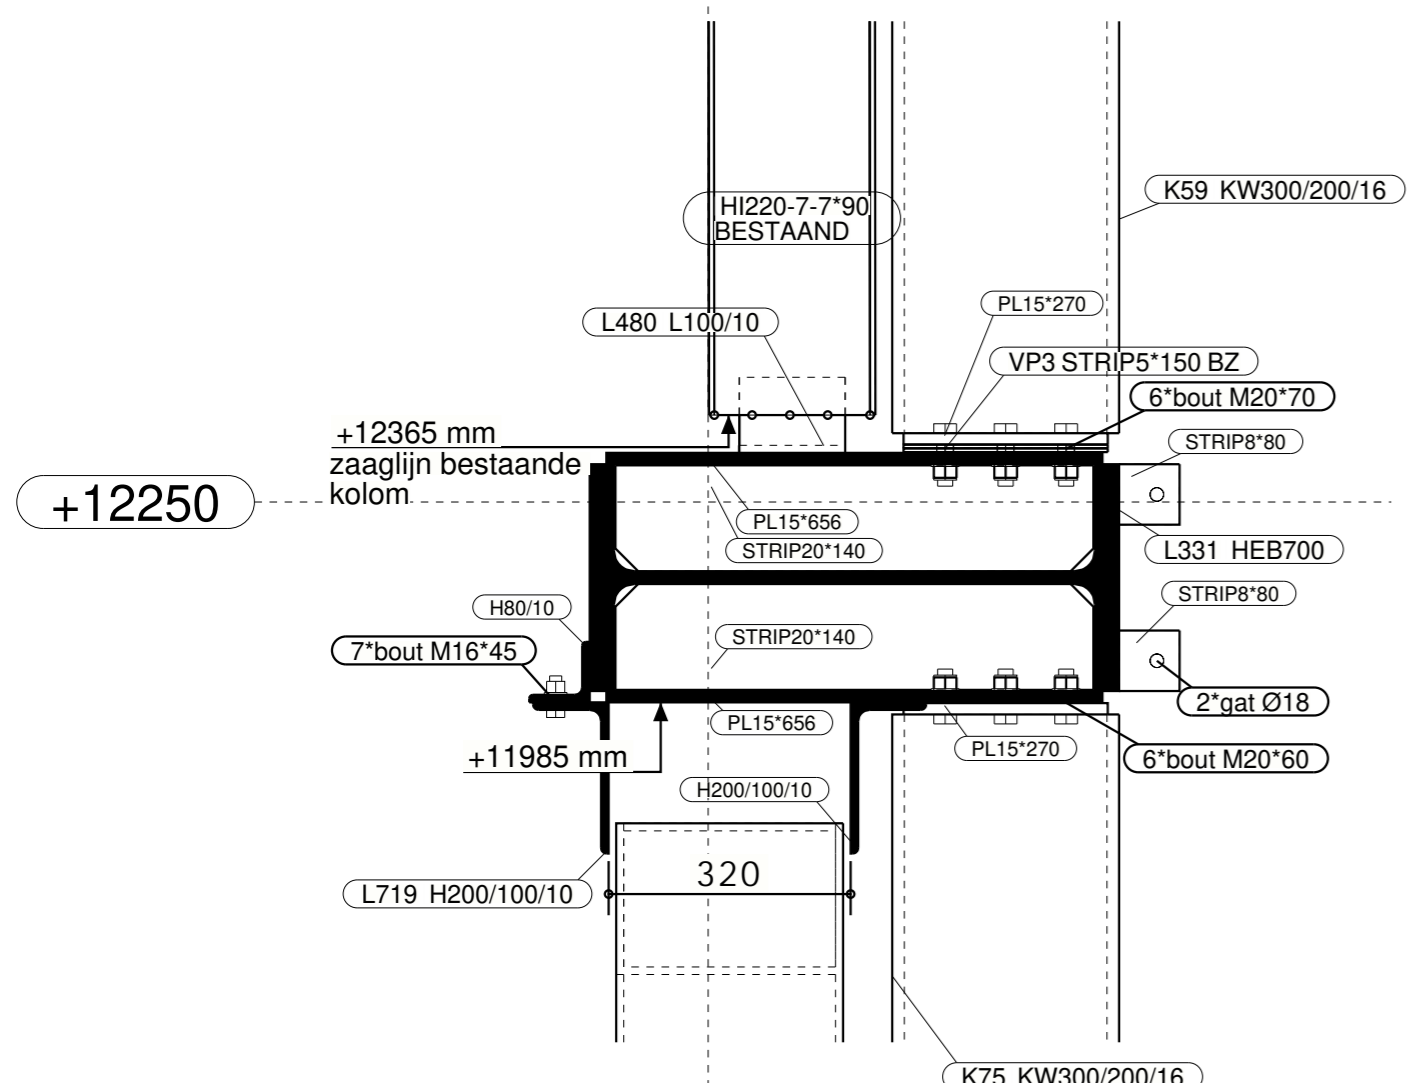 K59 KW300/200/16
HI220-7-7*90
BESTAAND
PL15*270
L480 L100/10
VP3 STRIP5*150 BZ
6*bout M20*70
+12365 mm
zaaglijn bestaande
kolom
STRIP8*80
+12250
PL15*656
STRIP20*140
L331 HEB700
STRIP8*80
H80/10
STRIP20*140
7*bout M16*45
2*gat Ø18
PL15*656
PL15*270
+11985 mm
6*bout M20*60
H200/100/10
320
L719 H200/100/10
K75 KW300/200/16